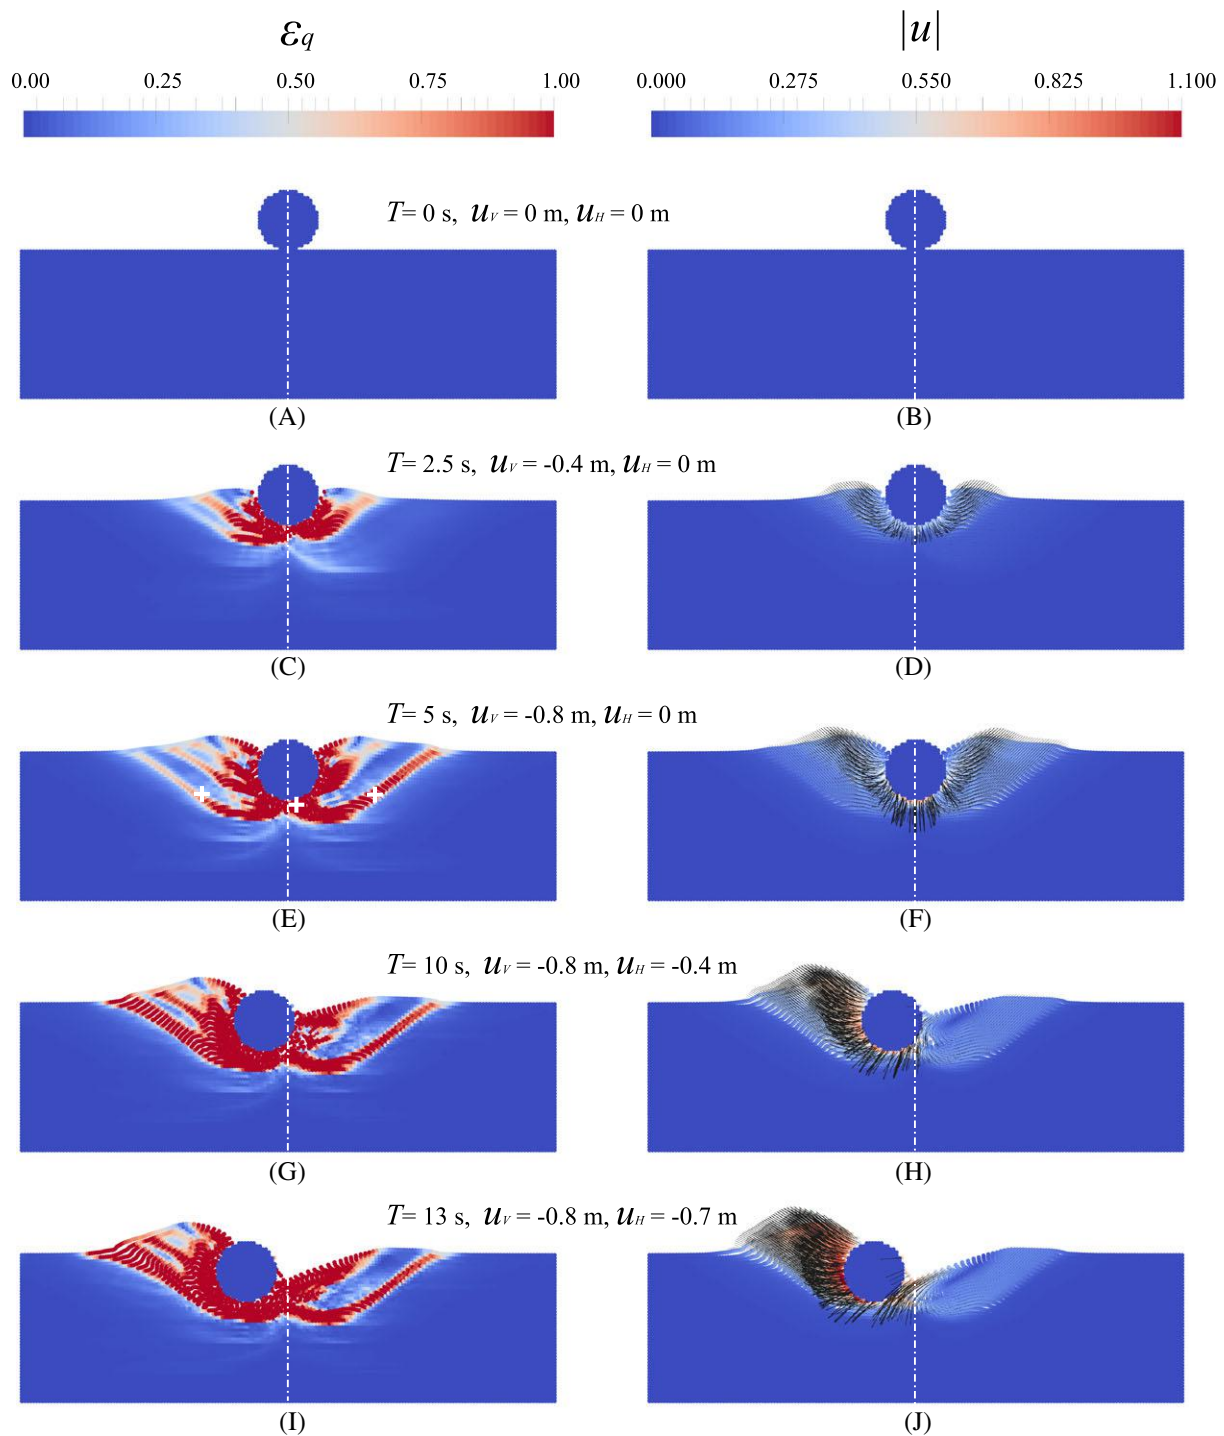 εq |u|
0.00 0.25 0.50 0.75 1.00 0.000 0.275 0.550 0.825 1.100
T= 0 s, uV = 0 m, uH = 0 m
(A) (B)
T= 2.5 s, uV = -0.4 m, uH = 0 m
(C) (D)
T= 5 s, uV = -0.8 m, uH = 0 m
(E) (F)
T= 10 s, uV = -0.8 m, uH = -0.4 m
(G) (H)
T= 13 s, uV = -0.8 m, uH = -0.7 m
(I) (J)